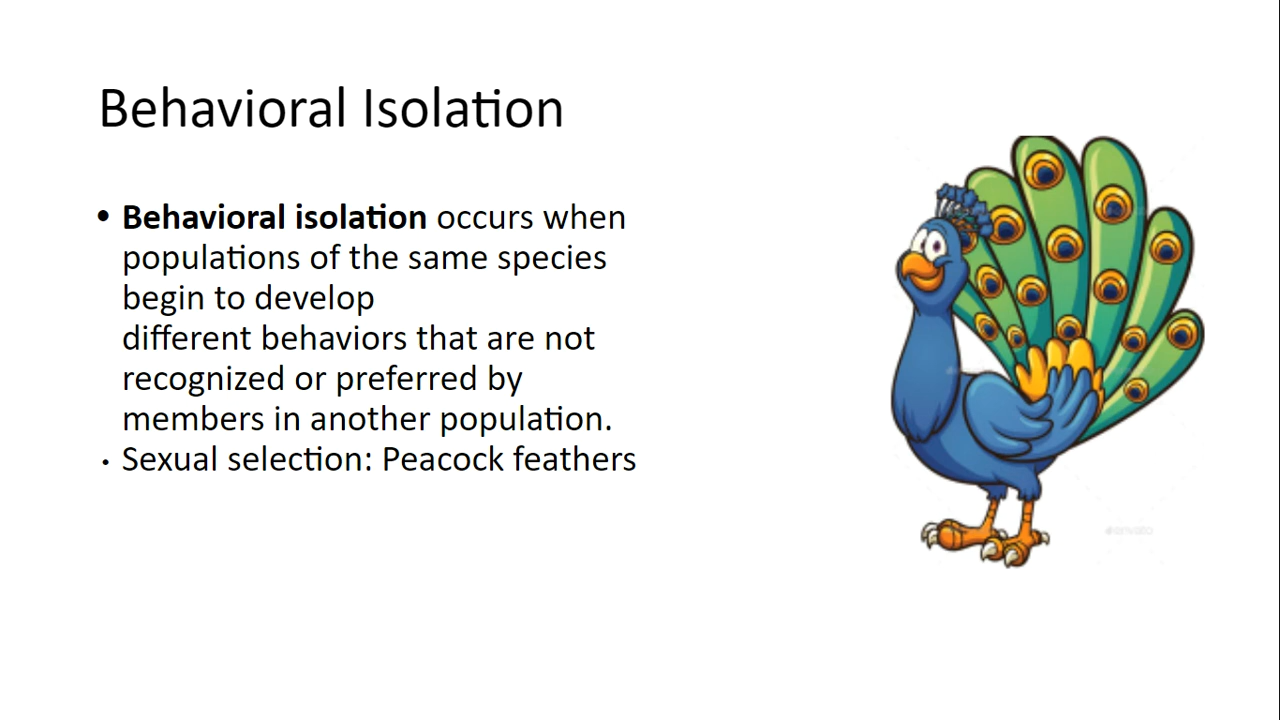 Behavioral Isolation
• Behavioral isolation occurs when
populations of the same species
begin to develop
different behaviors that are not
recognized or preferred by
members in another population.
• Sexual selection: Peacock feathers